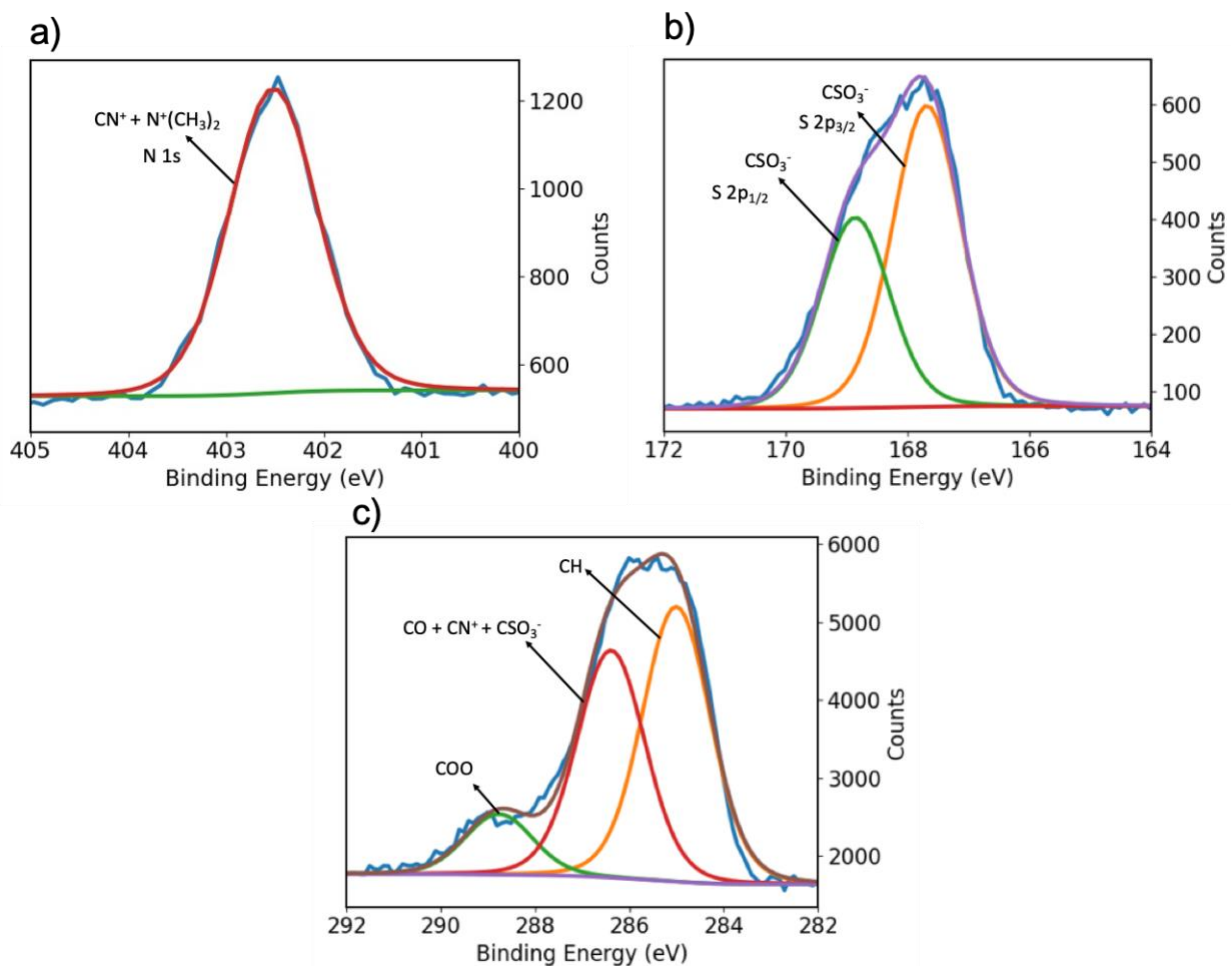 a)
CN⁺ + N⁺(CH₃)₂
N 1s
1200
1000
800
600
Counts
405 404 403 402 401 400
Binding Energy (eV)
b)
CSO₃⁻
S 2p₃/₂
CSO₃⁻
S 2p₁/₂
600
500
400
300
200
100
Counts
172 170 168 166 164
Binding Energy (eV)
c)
CH
CO + CN⁺ + CSO₃⁻
COO
6000
5000
4000
3000
2000
Counts
292 290 288 286 284 282
Binding Energy (eV)